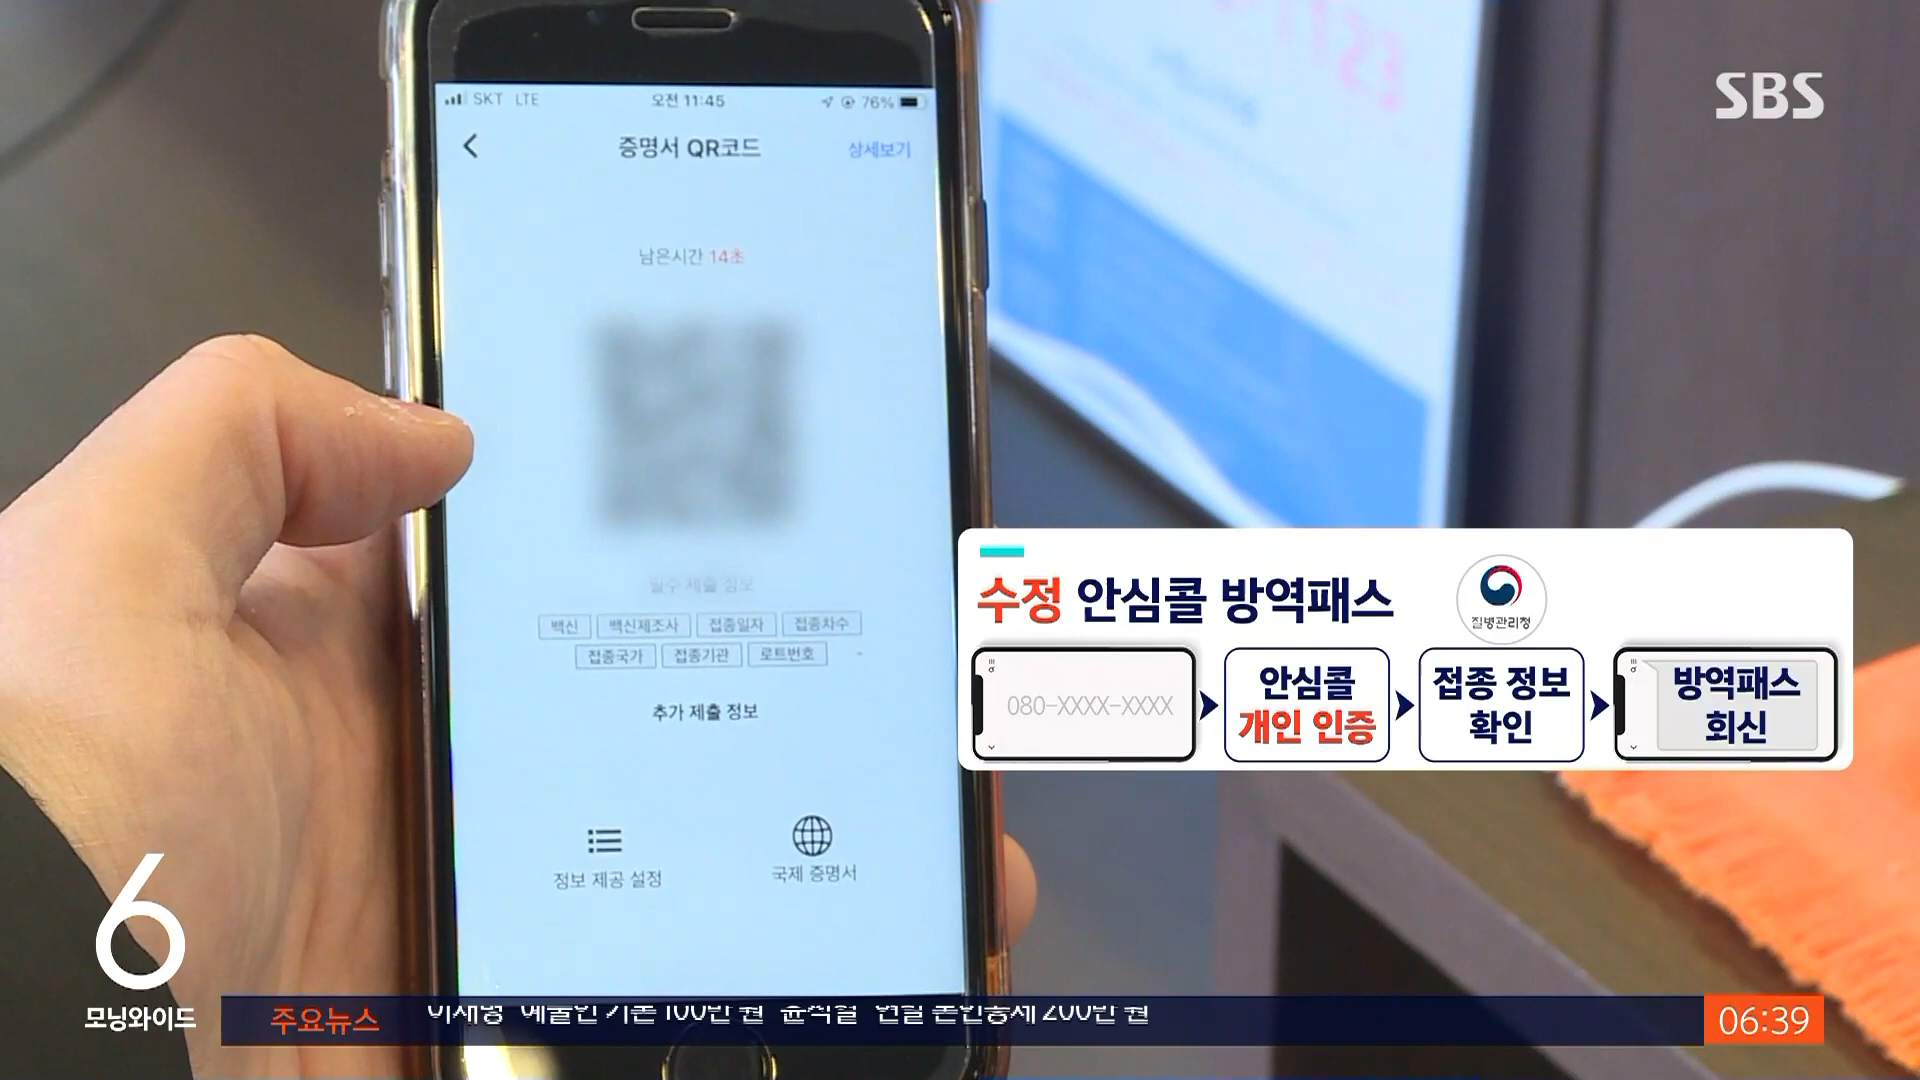 SBS
SKT LTE
오전 11:45
76%
증명서 QR코드
상세보기
남은시간 14초
필수 제출 정보
백신
백신제조사
접종일자
접종차수
접종국가
접종기관
로트번호
추가 제출 정보
정보 제공 설정
국제 증명서
수정 안심콜 방역패스
질병관리청
080-XXXX-XXXX
안심콜
개인 인증
접종 정보
확인
방역패스
회신
6
모닝와이드
주요뉴스
06:39